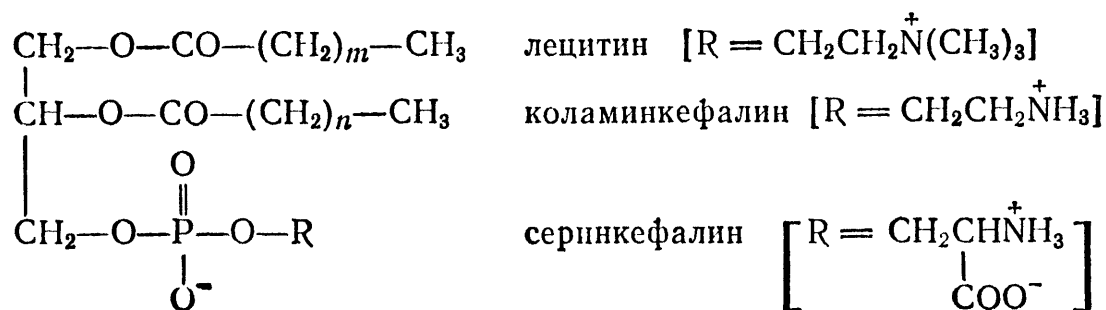 CH₂—O—CO—(CH₂)ₘ—CH₃ лецитин [R = CH₂CH₂N⁺(CH₃)₃]
CH—O—CO—(CH₂)ₙ—CH₃ коламинкефалин [R = CH₂CH₂N⁺H₃]
O
CH₂—O—P—O—R серинкефалин [R = CH₂CHN⁺H₃]
O⁻ COO⁻